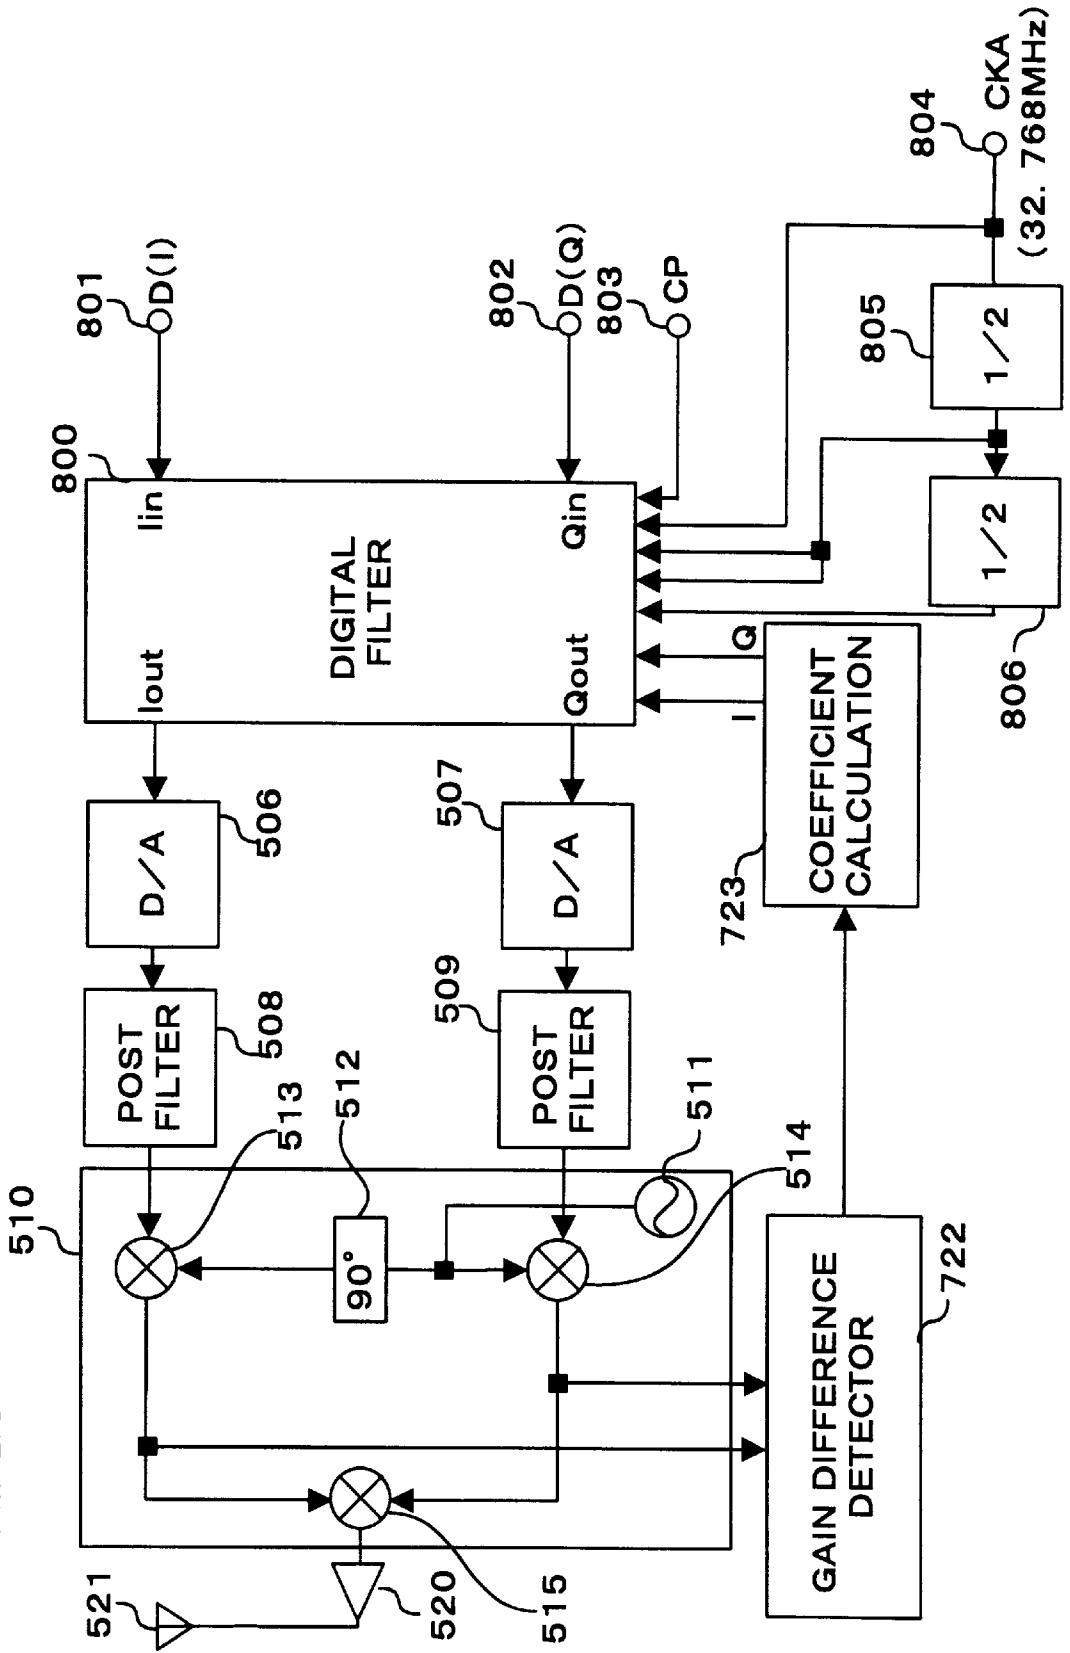 521
520
515
510
513
512
511
514
POST
FILTER
508
POST
FILTER
509
D/A
506
D/A
507
90°
GAIN DIFFERENCE
DETECTOR
722
COEFFICIENT
CALCULATION
723
I
Q
800
Iout
Iin
DIGITAL
FILTER
Qout
Qin
801
D(I)
802
D(Q)
803
CP
804
CKA
(32. 768MHz)
805
1/2
806
1/2